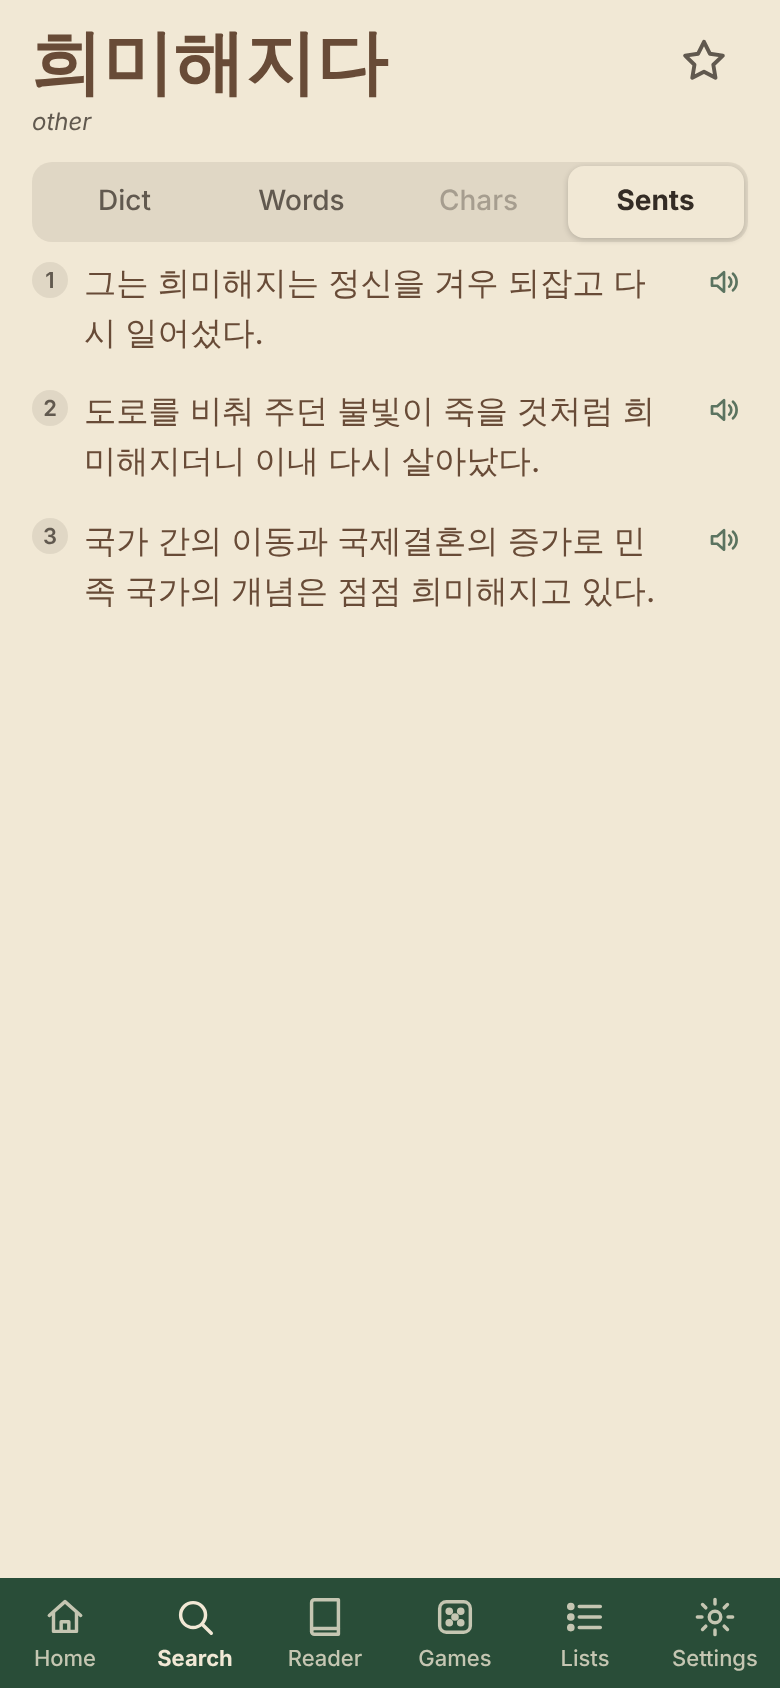 희미해지다
other
Dict Words Chars Sents
1 그는 희미해지는 정신을 겨우 되잡고 다
시 일어섰다.
2 도로를 비춰 주던 불빛이 죽을 것처럼 희
미해지더니 이내 다시 살아났다.
3 국가 간의 이동과 국제결혼의 증가로 민
족 국가의 개념은 점점 희미해지고 있다.
Home Search Reader Games Lists Settings